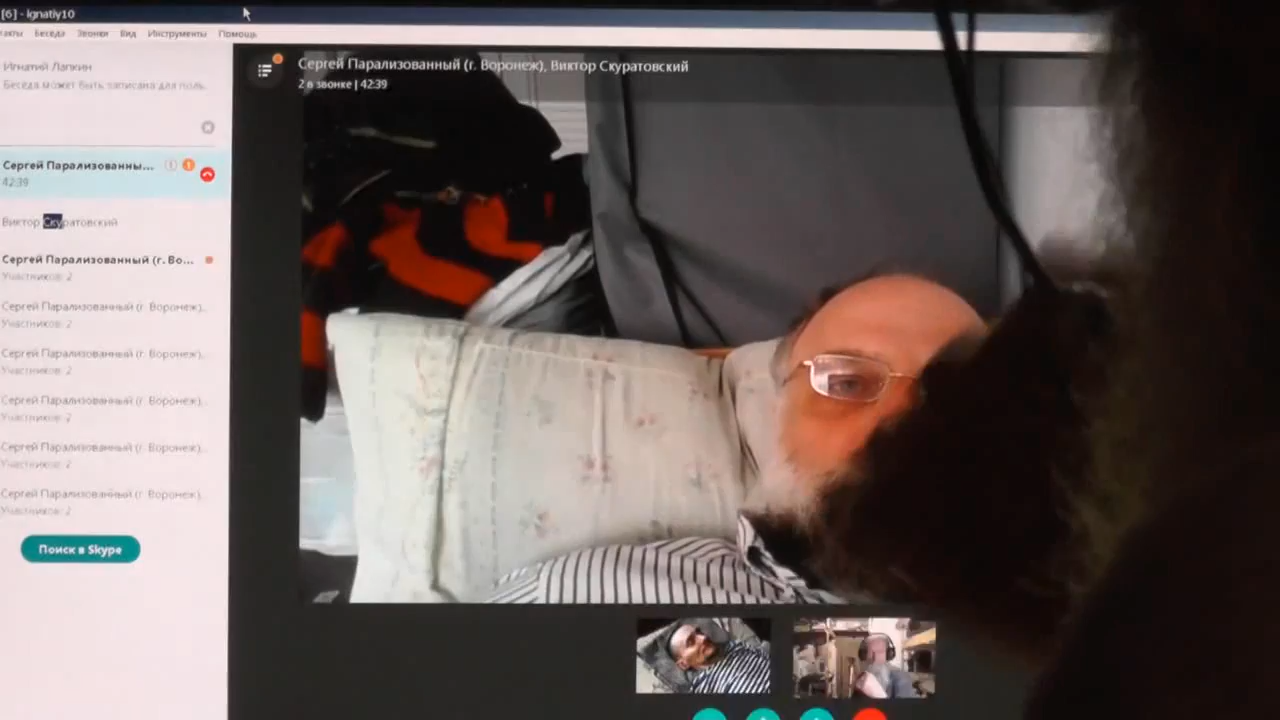 [6] - ignatiy10
такты Беседа Звонки Вид Инструменты Помощь
Игнатий Лапкин
Беседа может быть записана для поль.
Сергей Парализованны... 1
42:39
Виктор Скуратовский
Сергей Парализованный (г. Во...
Участников: 2
Сергей Парализованный (г. Воронеж),
Участников: 2
Сергей Парализованный (г. Воронеж),
Участников: 2
Сергей Парализованный (г. Воронеж),
Участников: 2
Сергей Парализованный (г. Воронеж),
Участников: 2
Сергей Парализованный (г. Воронеж),
Участников: 2
Поиск в Skype
Сергей Парализованный (г. Воронеж), Виктор Скуратовский
2 в звонке | 42:39